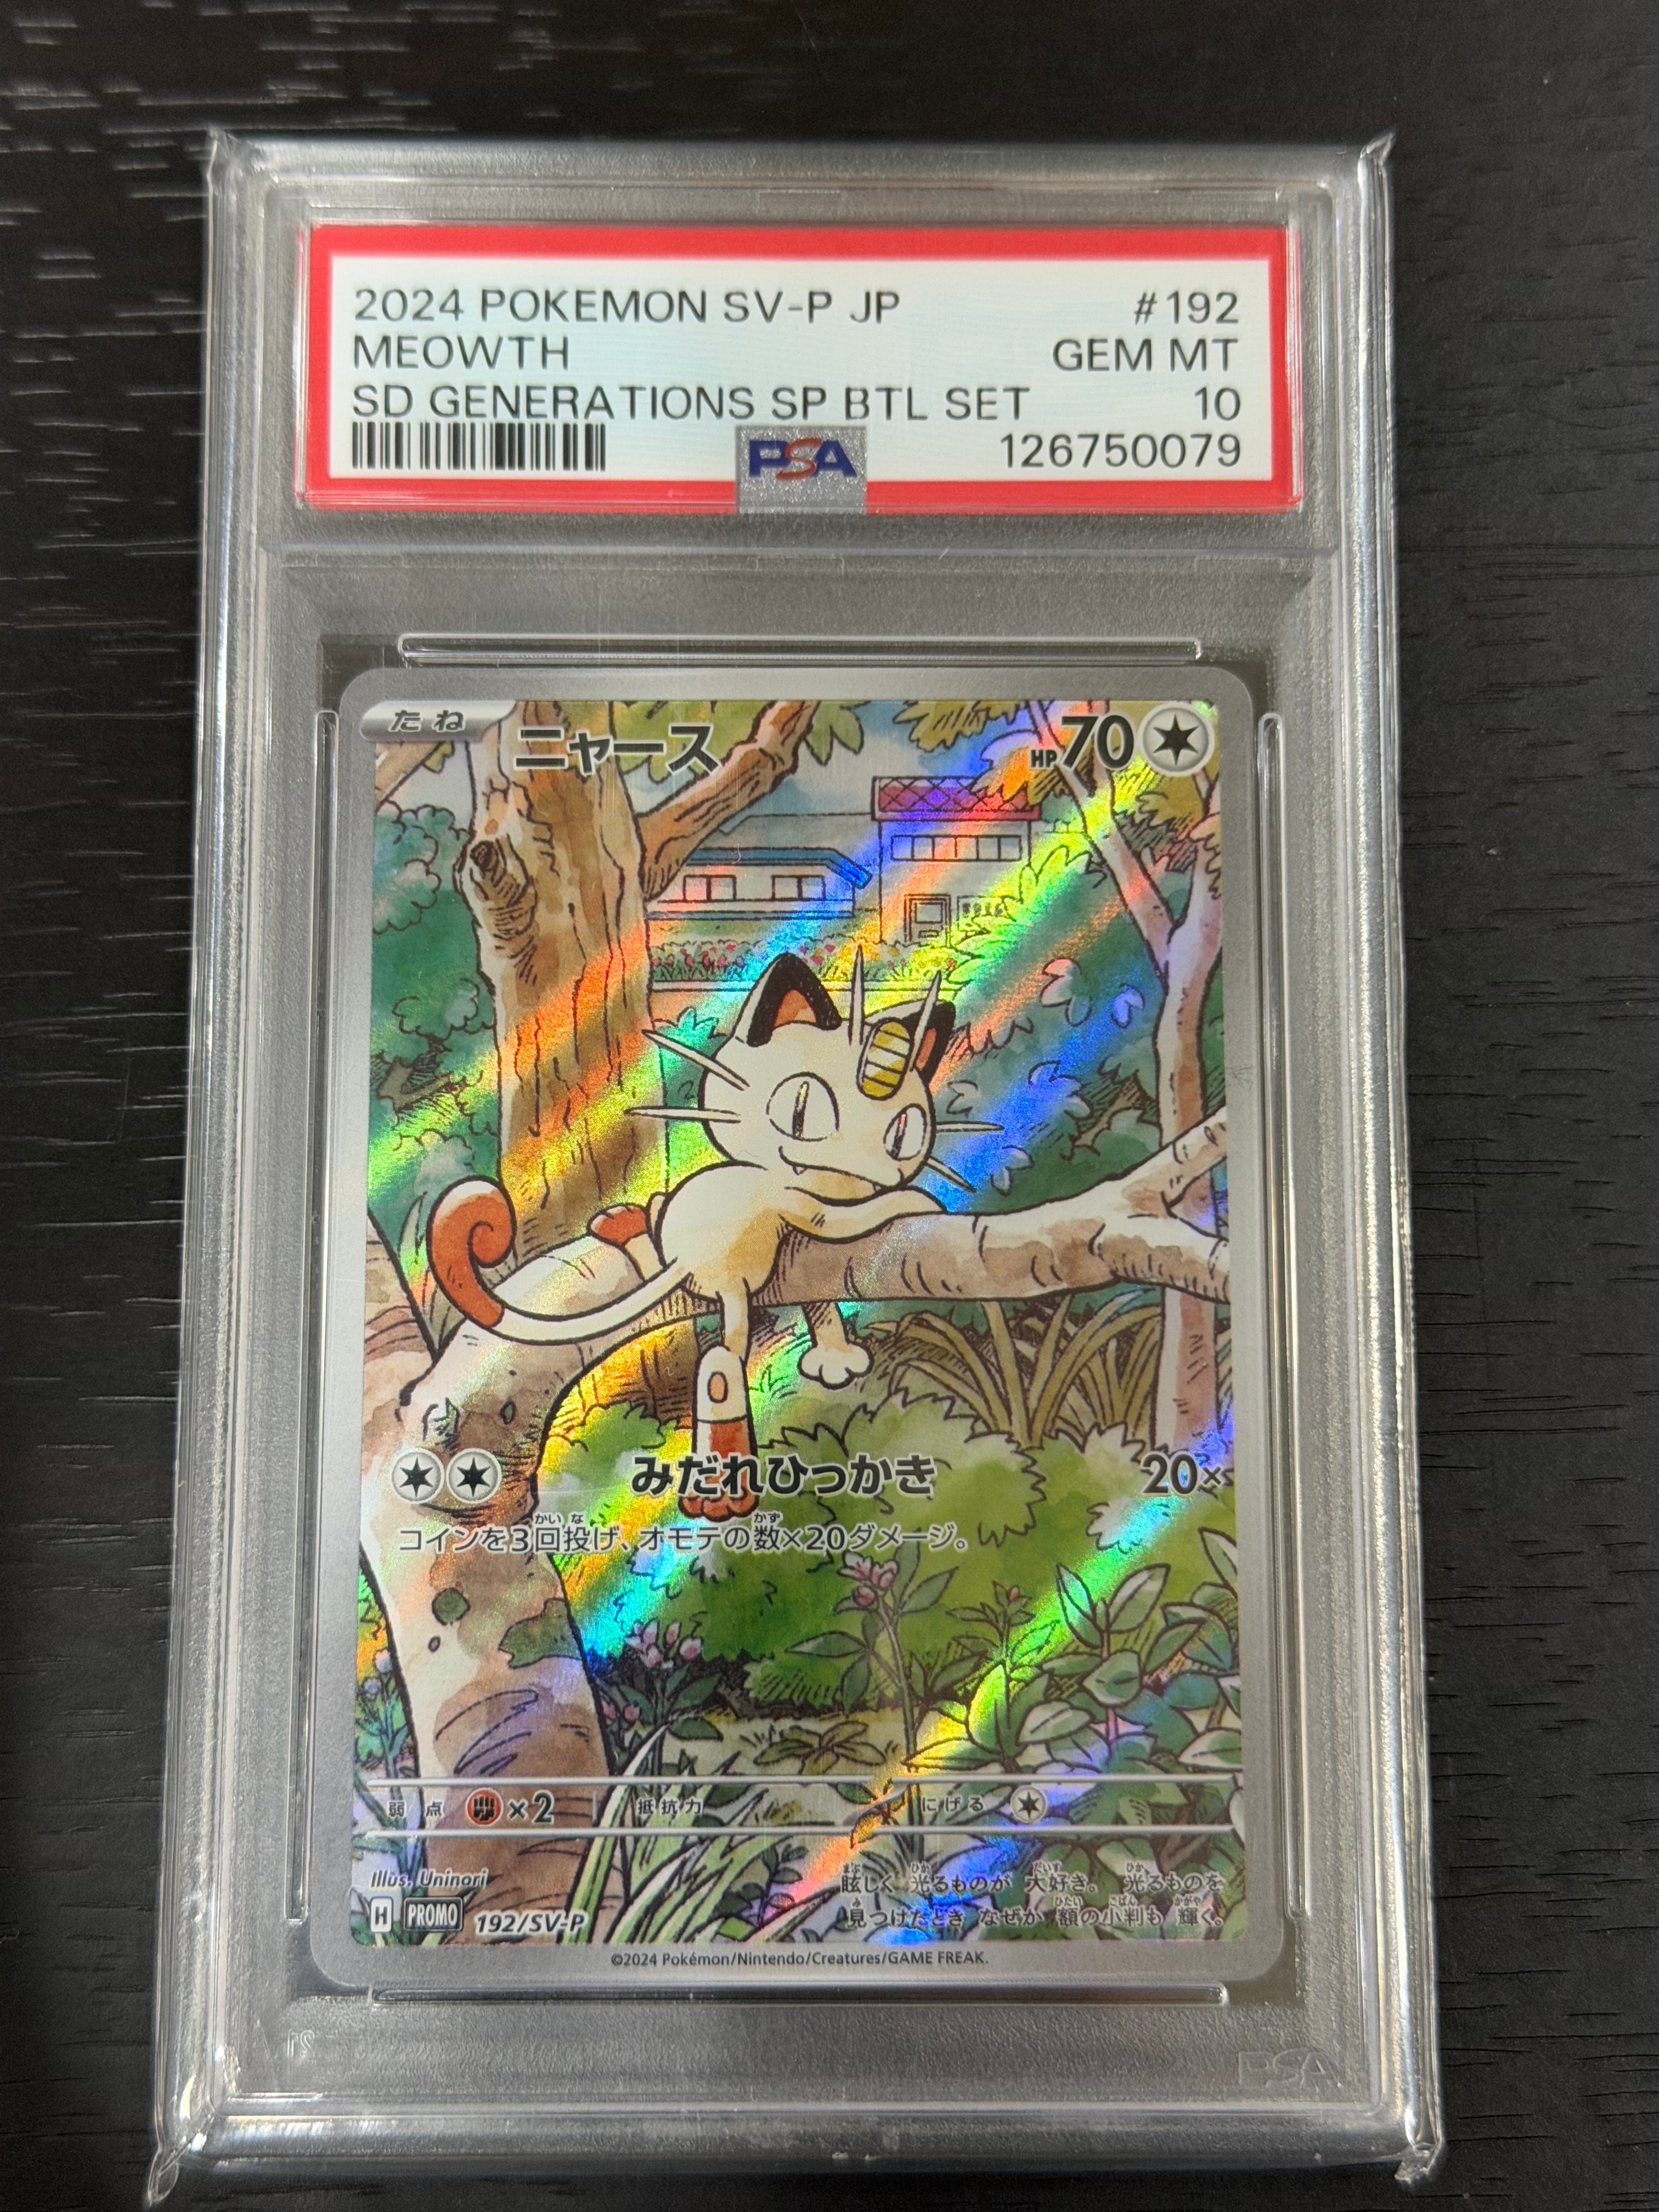 2024 POKEMON SV-P JP #192
MEOWTH GEM MT
SD GENERATIONS SP BTL SET 10
PSA 126750079
たね ニャース HP70
みだれひっかき 20×
コインを3回投げ、オモテの数×20ダメージ。
弱点 ×2 抵抗力 にげる
Illus. Uninori
眩しく 光るものが 大好き。 光るものを
見つけたとき なぜか 額の小判も 輝く。
H PROMO 192/SV-P
©2024 Pokémon/Nintendo/Creatures/GAME FREAK.
PSA